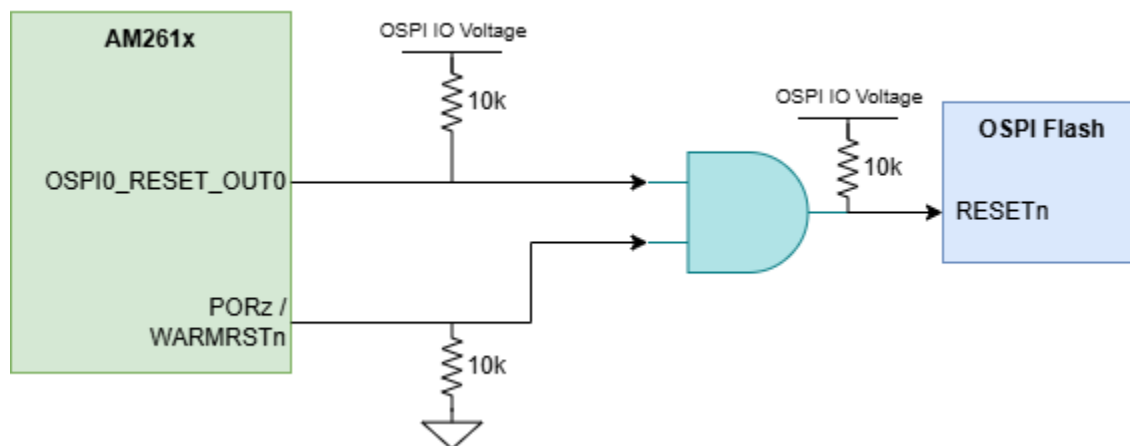 AM261x
OSPI IO Voltage
10k
OSPI IO Voltage
10k
OSPI Flash
OSPI0_RESET_OUT0
RESETn
PORz /
WARMRSTn
10k